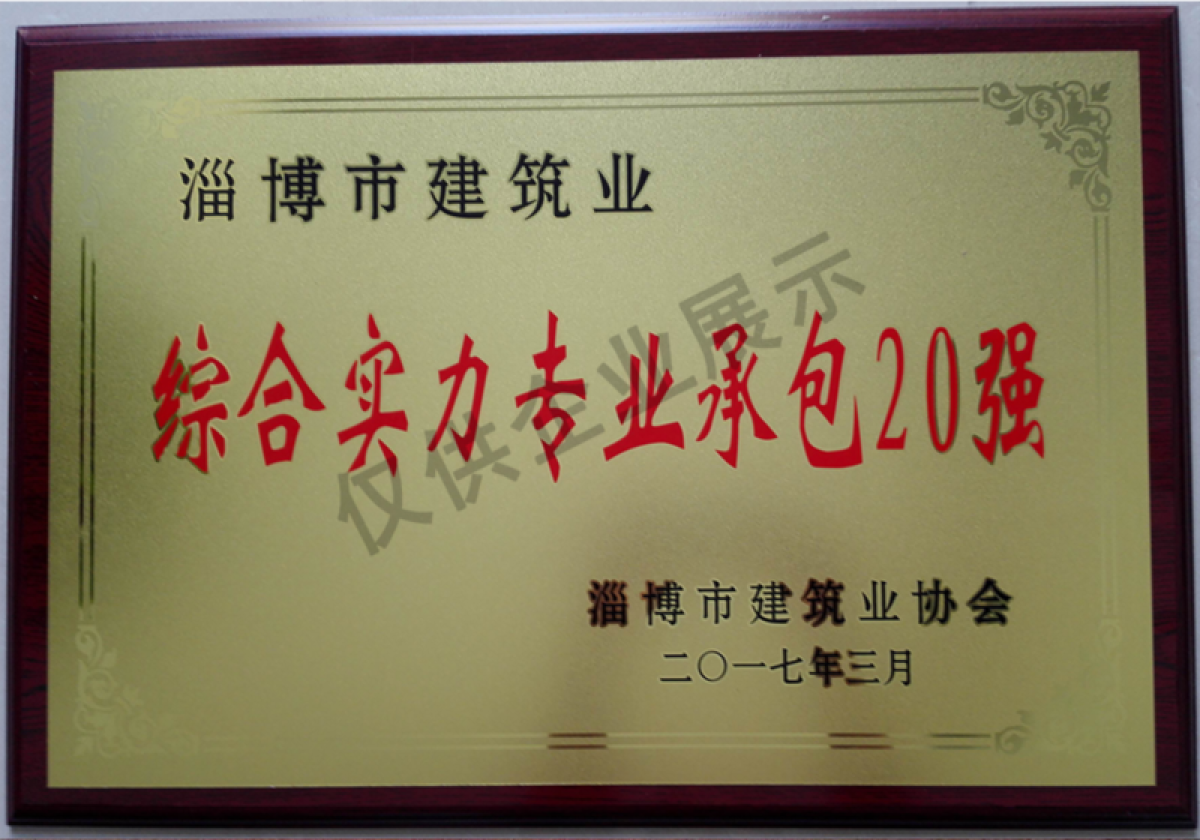 淄博市建筑业
综合实力专业承包20强
仅供企业展示
淄博市建筑业协会
二〇一七年三月